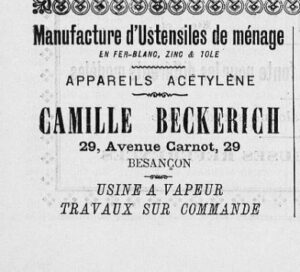 Manufacture d'Ustensiles de ménage
EN FER-BLANC, ZINC & TOLE
APPAREILS ACÉTYLÈNE
CAMILLE BECKERICH
29, Avenue Carnot, 29
BESANÇON
USINE A VAPEUR
TRAVAUX SUR COMMANDE